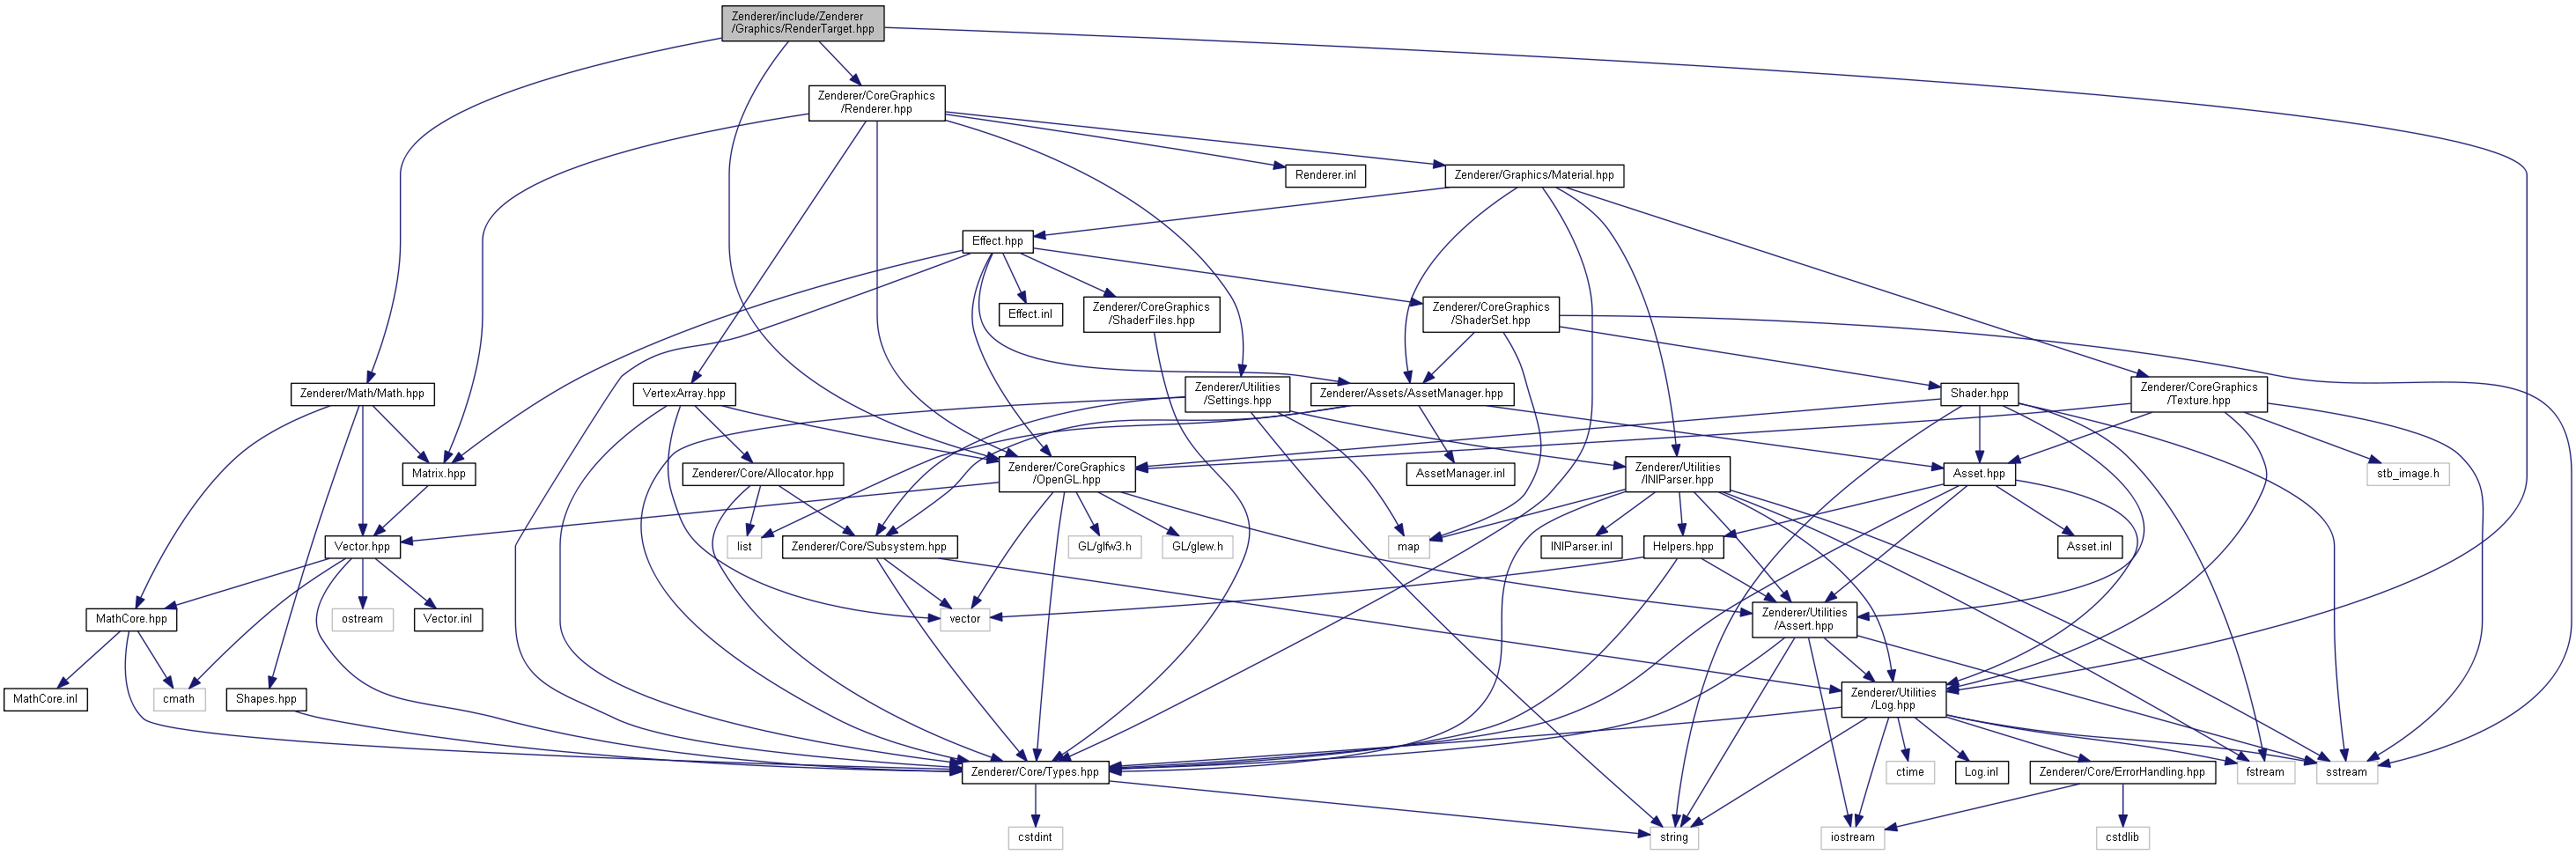 Zenderer/include/Zenderer
/Graphics/RenderTarget.hpp
Zenderer/CoreGraphics
/Renderer.hpp
Renderer.inl
Zenderer/Graphics/Material.hpp
Effect.hpp
Effect.inl
Zenderer/CoreGraphics
/ShaderFiles.hpp
Zenderer/CoreGraphics
/ShaderSet.hpp
Zenderer/Math/Math.hpp
VertexArray.hpp
Zenderer/Utilities
/Settings.hpp
Zenderer/Assets/AssetManager.hpp
Shader.hpp
Zenderer/CoreGraphics
/Texture.hpp
Matrix.hpp
Zenderer/Core/Allocator.hpp
Zenderer/CoreGraphics
/OpenGL.hpp
AssetManager.inl
Zenderer/Utilities
/INIParser.hpp
Asset.hpp
stb_image.h
Vector.hpp
list
Zenderer/Core/Subsystem.hpp
GL/glfw3.h
GL/glew.h
map
INIParser.inl
Helpers.hpp
Asset.inl
MathCore.hpp
ostream
Vector.inl
vector
Zenderer/Utilities
/Assert.hpp
MathCore.inl
cmath
Shapes.hpp
Zenderer/Utilities
/Log.hpp
Zenderer/Core/Types.hpp
ctime
Log.inl
Zenderer/Core/ErrorHandling.hpp
fstream
sstream
cstdint
string
iostream
cstdlib